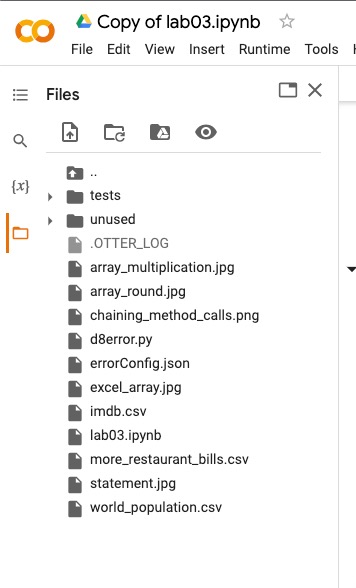 Copy of lab03.ipynb
File Edit View Insert Runtime Tools
Files
{x}
..
tests
unused
.OTTER_LOG
array_multiplication.jpg
array_round.jpg
chaining_method_calls.png
d8error.py
errorConfig.json
excel_array.jpg
imdb.csv
lab03.ipynb
more_restaurant_bills.csv
statement.jpg
world_population.csv